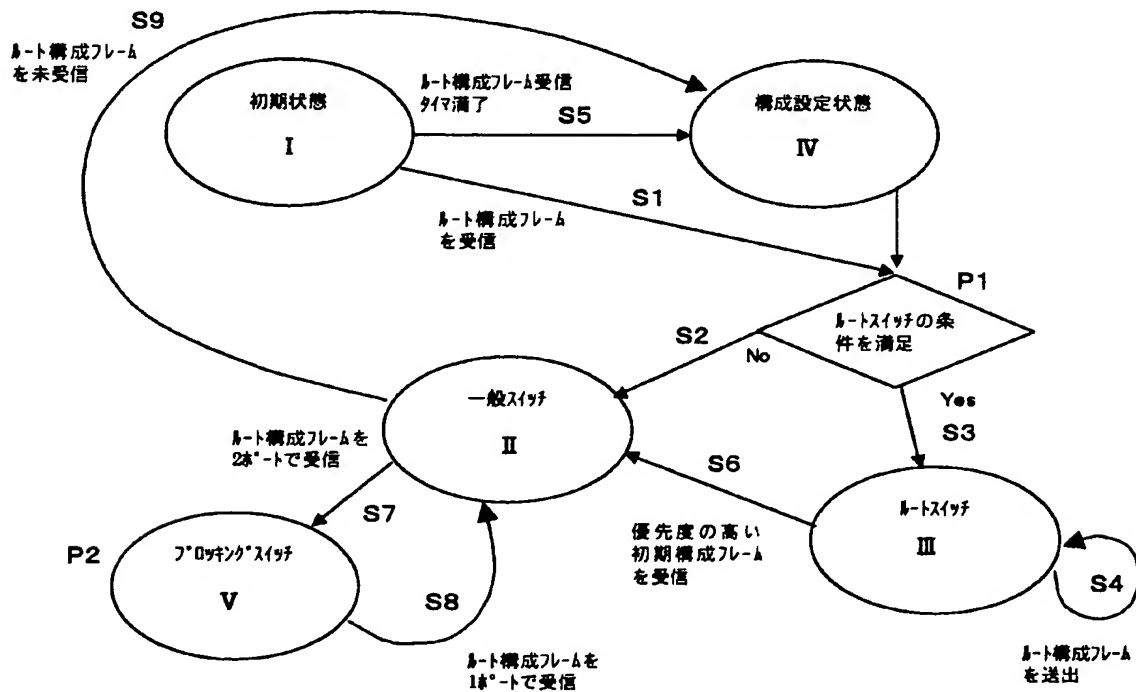 S9
ﾙｰﾄ構成ﾌﾚｰﾑ
を未受信
初期状態
I
ﾙｰﾄ構成ﾌﾚｰﾑ受信
ﾀｲﾏ満了
S5
構成設定状態
IV
S1
ﾙｰﾄ構成ﾌﾚｰﾑ
を受信
P1
ﾙｰﾄｽｲｯﾁの条
件を満足
S2
No
Yes
S3
一般ｽｲｯﾁ
II
ﾙｰﾄ構成ﾌﾚｰﾑを
2ﾎﾟｰﾄで受信
S7
S6
優先度の高い
初期構成ﾌﾚｰﾑ
を受信
ﾙｰﾄｽｲｯﾁ
III
S4
ﾙｰﾄ構成ﾌﾚｰﾑ
を送出
P2
ﾌﾞﾛｯｷﾝｸﾞｽｲｯﾁ
V
S8
ﾙｰﾄ構成ﾌﾚｰﾑを
1ﾎﾟｰﾄで受信